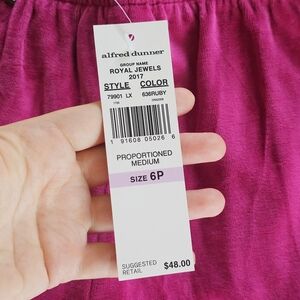 alfred dunner
GROUP NAME
ROYAL JEWELS
2017
STYLE COLOR
79901 LX 636RUBY
1 91608 05026 6
PROPORTIONED
MEDIUM
SIZE 6P
SUGGESTED
RETAIL $48.00